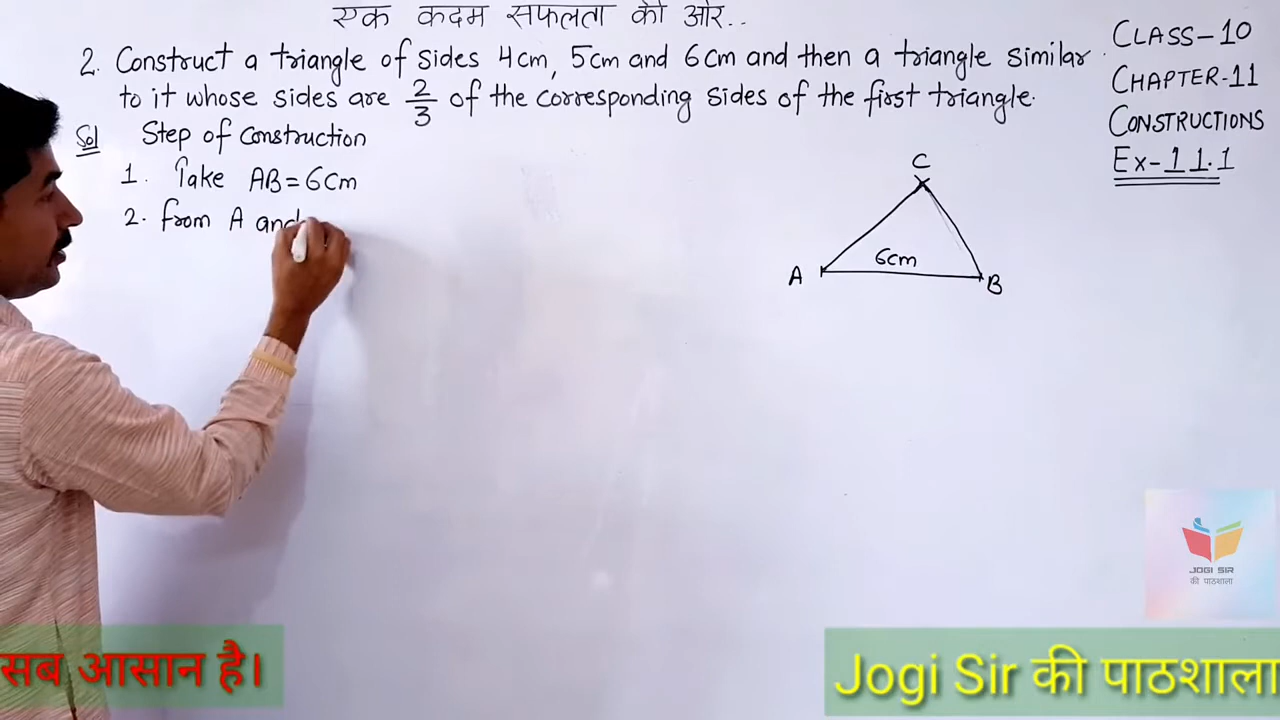 एक कदम सफलता की ओर..
2. Construct a triangle of sides 4cm, 5cm and 6cm and then a triangle similar
to it whose sides are 2/3 of the corresponding sides of the first triangle.
Sol Step of Construction
1. Take AB = 6cm
2. from A and
CLASS-10
CHAPTER-11
CONSTRUCTIONS
Ex-11.1
C
6cm
A
B
JOGI SIR
की पाठशाला
सब आसान है।
Jogi Sir की पाठशाला